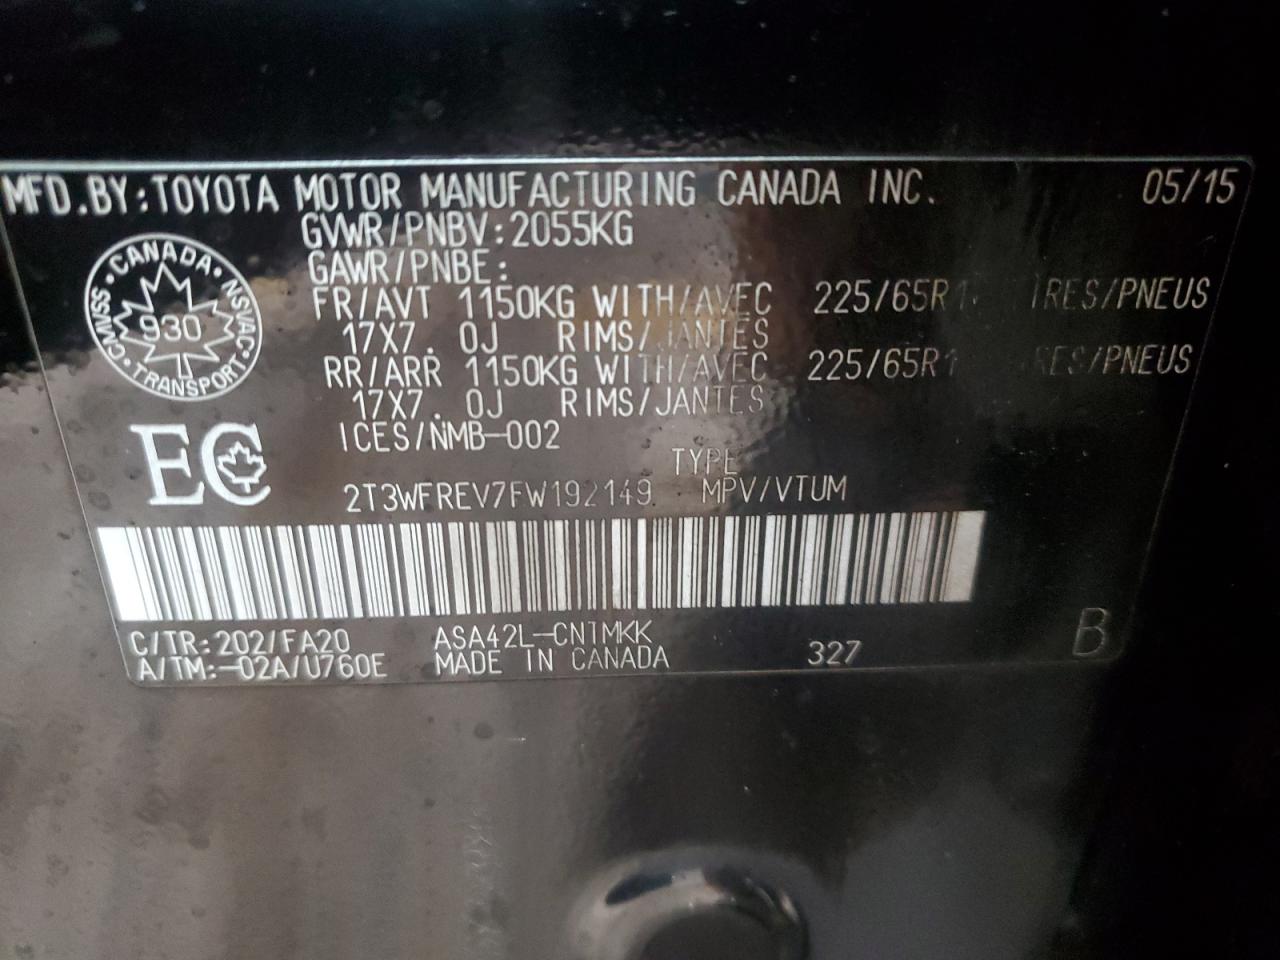 MFD.BY:TOYOTA MOTOR MANUFACTURING CANADA INC. 05/15
GVWR/PNBV:2055KG
GAWR/PNBE:
FR/AVT 1150KG WITH/AVEC 225/65R1
PNEUS
17X7.0J RIMS/JANTES
RR/ARR 1150KG WITH/AVEC 225/65R1
PNEUS
17X7.0J RIMS/JANTES
CANADA
930
TRANSPORT
CMVSS
NSVAC
EC
ICES/NMB-002
TYPE
2T3WFREV7FW192149 MPV/VTUM
C/TR:202/FA20 ASA42L-CNTMKK
A/TM:-02A/U760E MADE IN CANADA 327 B